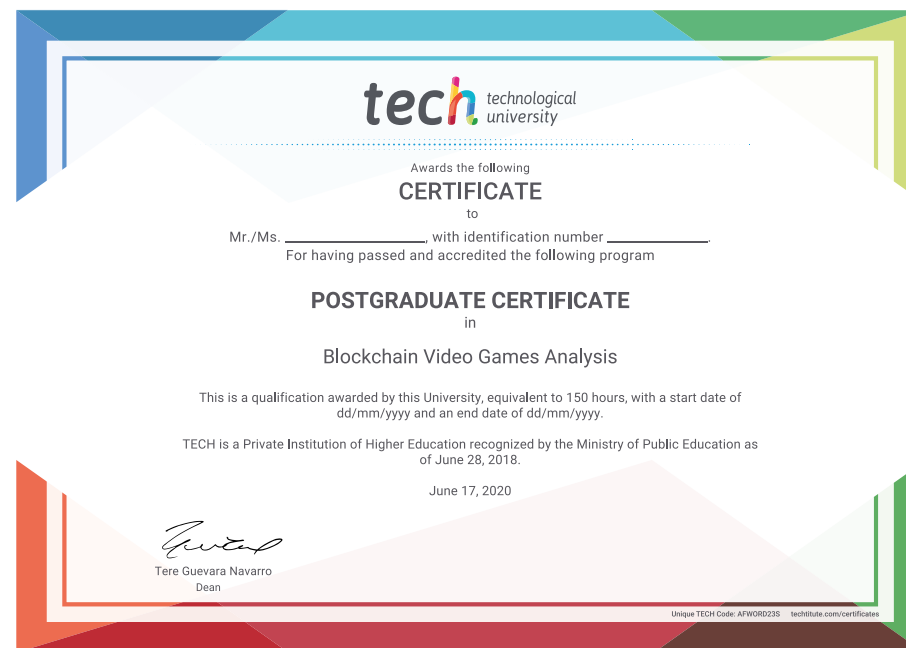 tech technological
university
Awards the following
CERTIFICATE
to
Mr./Ms. ____________________, with identification number ______________.
For having passed and accredited the following program
POSTGRADUATE CERTIFICATE
in
Blockchain Video Games Analysis
This is a qualification awarded by this University, equivalent to 150 hours, with a start date of
dd/mm/yyyy and an end date of dd/mm/yyyy.
TECH is a Private Institution of Higher Education recognized by the Ministry of Public Education as
of June 28, 2018.
June 17, 2020
Tere Guevara Navarro
Dean
Unique TECH Code: AFWORD23S techtitute.com/certificates